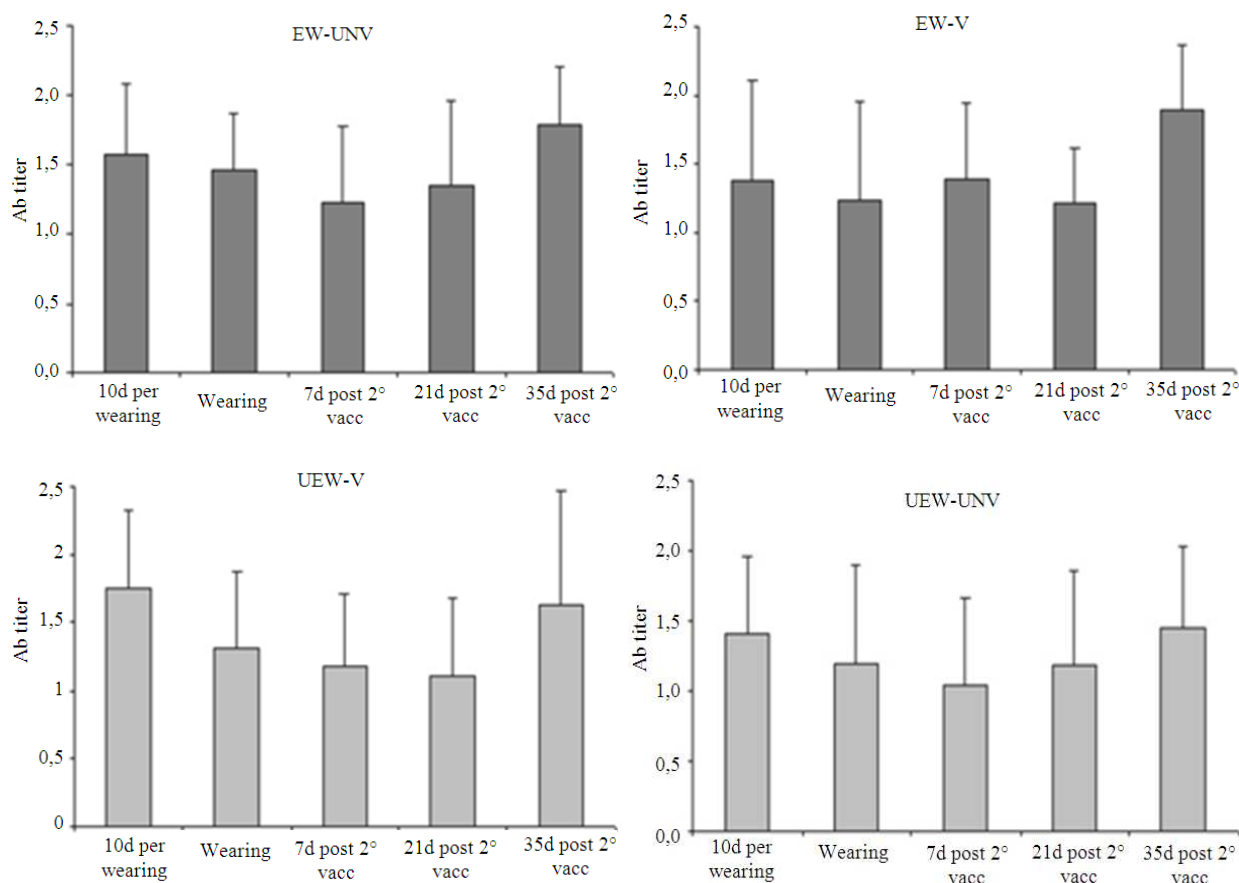 EW-UNV
2,5
2,0
1,5
1,0
0,5
0,0
Ab titer
10d per
wearing
Wearing
7d post 2°
vacc
21d post 2°
vacc
35d post 2°
vacc
EW-V
2,5
2,0
1,5
1,0
0,5
0,0
Ab titer
10d per
wearing
Wearing
7d post 2°
vacc
21d post 2°
vacc
35d post 2°
vacc
UEW-V
2,5
2
1,5
1
0,5
0
Ab titer
10d per
wearing
Wearing
7d post 2°
vacc
21d post 2°
vacc
35d post 2°
vacc
UEW-UNV
2,5
2,0
1,5
1,0
0,5
0,0
Ab titer
10d per
wearing
Wearing
7d post 2°
vacc
21d post 2°
vacc
35d post 2°
vacc